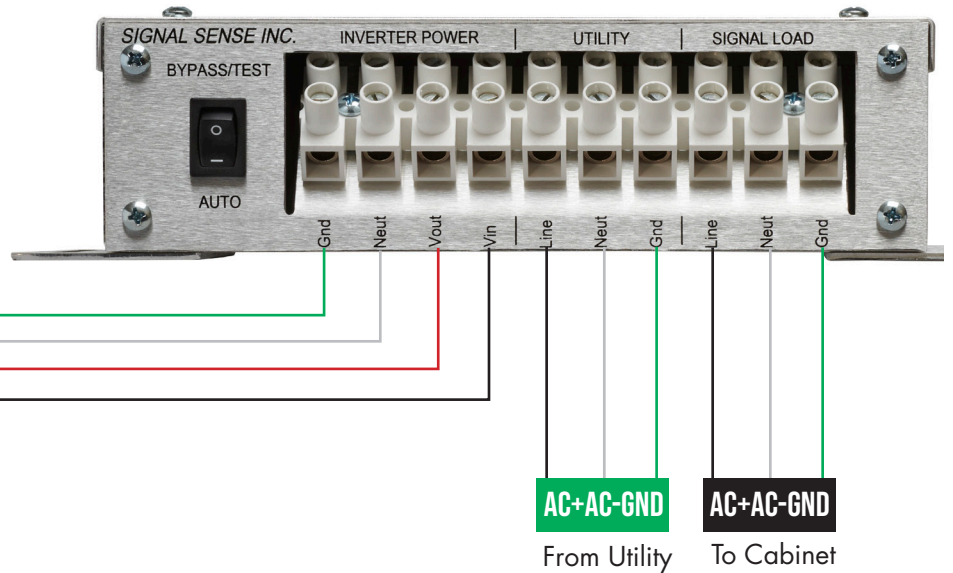 SIGNAL SENSE INC.
INVERTER POWER | UTILITY | SIGNAL LOAD
BYPASS/TEST
AUTO
Gnd Neut Vout Vin | Line Neut Gnd | Line Neut Gnd
AC+AC-GND AC+AC-GND
From Utility To Cabinet